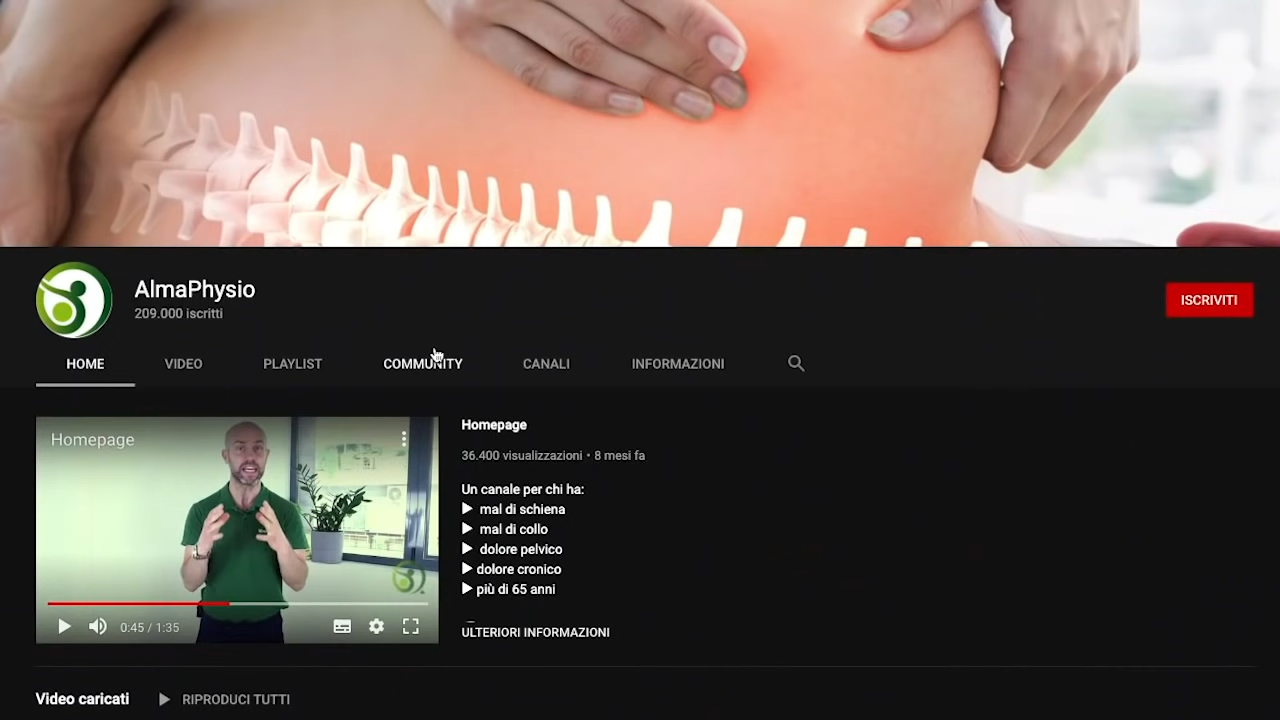 AlmaPhysio
209.000 iscritti
ISCRIVITI
HOME
VIDEO
PLAYLIST
COMMUNITY
CANALI
INFORMAZIONI
Homepage
0:45 / 1:35
Homepage
36.400 visualizzazioni • 8 mesi fa
Un canale per chi ha:
▶ mal di schiena
▶ mal di collo
▶ dolore pelvico
▶ dolore cronico
▶ più di 65 anni
ULTERIORI INFORMAZIONI
Video caricati
RIPRODUCI TUTTI